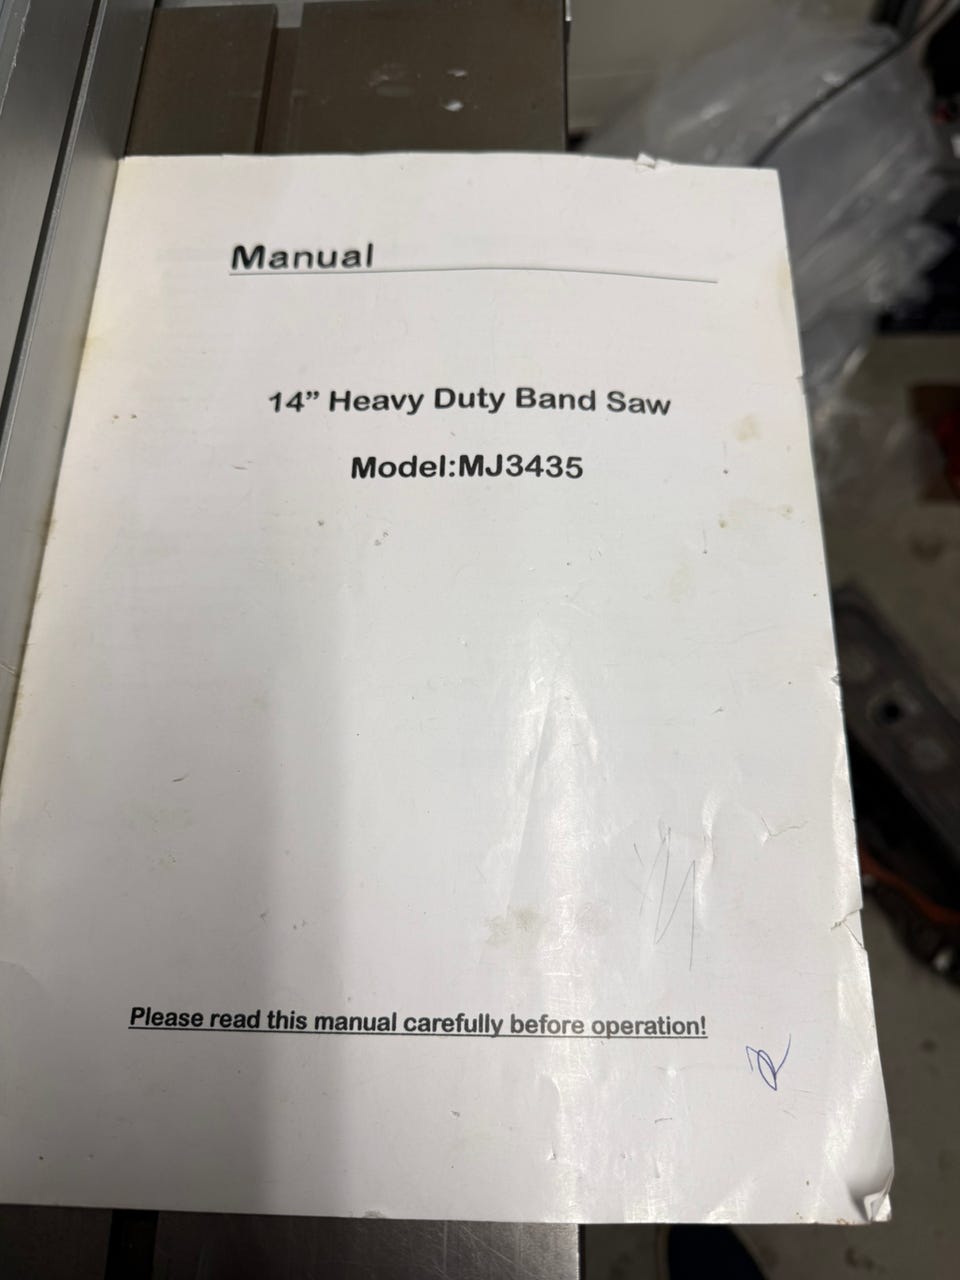 Manual
14” Heavy Duty Band Saw
Model:MJ3435
Please read this manual carefully before operation!